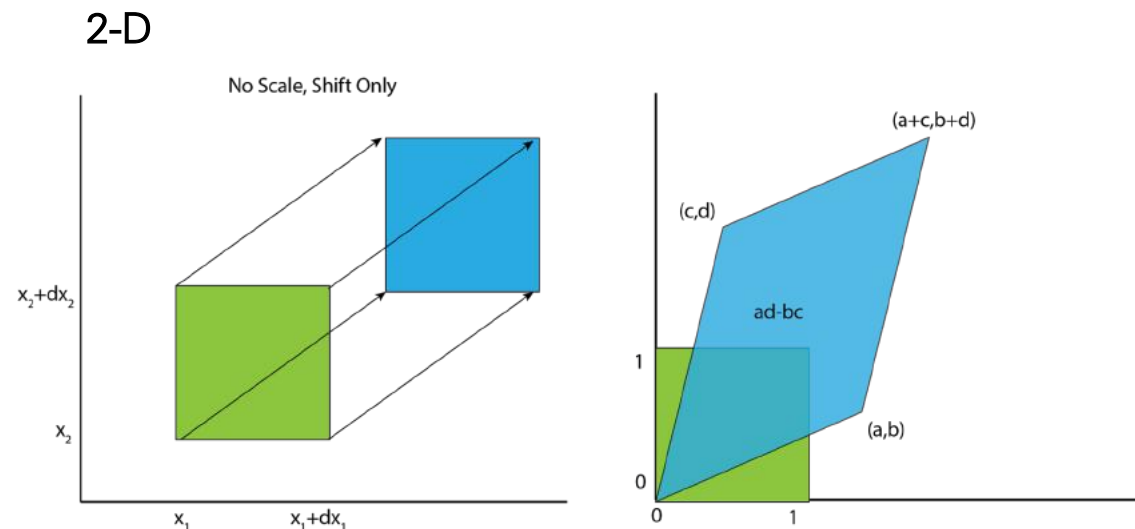 2-D
No Scale, Shift Only
x₂+dx₂
x₂
x₁
x₁+dx₁
(a+c,b+d)
(c,d)
ad-bc
1
(a,b)
0
0
1